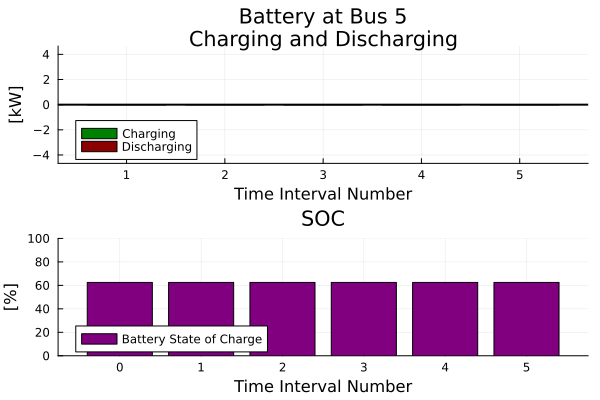 Battery at Bus 5
Charging and Discharging
[kW]
4
2
0
−2
−4
Charging
Discharging
1 2 3 4 5
Time Interval Number
SOC
[%]
100
80
60
40
20
0
Battery State of Charge
0 1 2 3 4 5
Time Interval Number